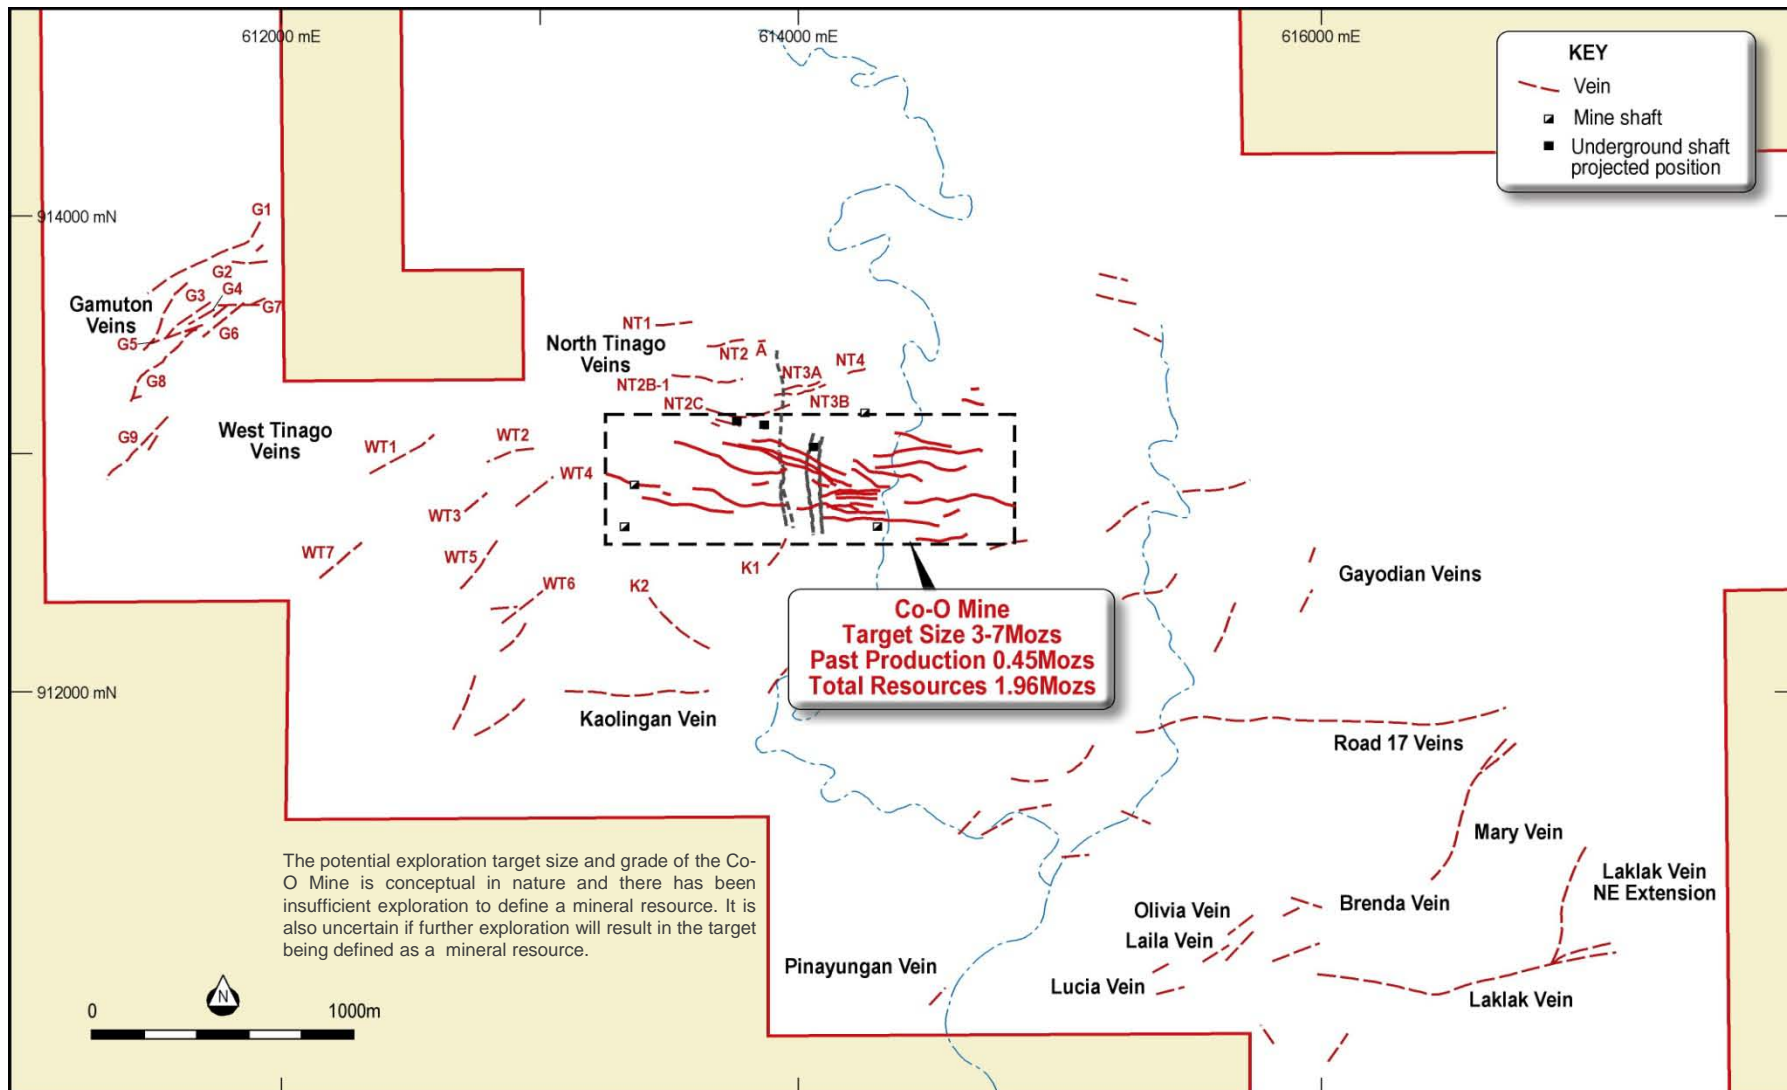 612000 mE
614000 mE
616000 mE
KEY
Vein
Mine shaft
Underground shaft
projected position
914000 mN
G1
G2
G3
G4
G7
G5
G6
G8
G9
Gamuton
Veins
NT1
North Tinago
Veins
NT2
A
NT4
NT2B-1
NT3A
NT2C
NT3B
West Tinago
Veins
WT1
WT2
WT4
WT3
WT7
WT5
WT6
K2
K1
Gayodian Veins
Co-O Mine
Target Size 3-7Mozs
Past Production 0.45Mozs
Total Resources 1.96Mozs
912000 mN
Kaolingan Vein
Road 17 Veins
Mary Vein
Laklak Vein
NE Extension
The potential exploration target size and grade of the Co-
O Mine is conceptual in nature and there has been
insufficient exploration to define a mineral resource. It is
also uncertain if further exploration will result in the target
being defined as a mineral resource.
Olivia Vein
Brenda Vein
Laila Vein
Pinayungan Vein
Lucia Vein
Laklak Vein
N
0
1000m